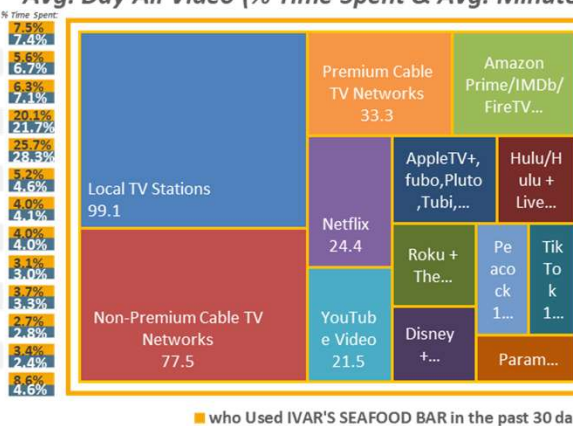 Avg. Day All Video (% Time Spent & Avg. Minute
% Time Spent:
7.5%
7.4%
5.6%
6.7%
6.3%
7.1%
20.1%
21.7%
25.7%
28.3%
5.2%
4.6%
4.0%
4.1%
4.0%
4.0%
3.1%
3.0%
3.7%
3.3%
2.7%
2.8%
3.4%
2.4%
8.6%
4.6%
Local TV Stations
99.1
Non-Premium Cable TV
Networks
77.5
Premium Cable
TV Networks
33.3
Amazon
Prime/IMDb/
FireTV...
Netflix
24.4
AppleTV+,
fubo,Pluto
,Tubi,...
Hulu/H
ulu +
Live...
Roku +
The...
Pe
aco
ck
1...
Tik
To
k
1...
YouTub
e Video
21.5
Disney
+...
Param...
who Used IVAR'S SEAFOOD BAR in the past 30 da